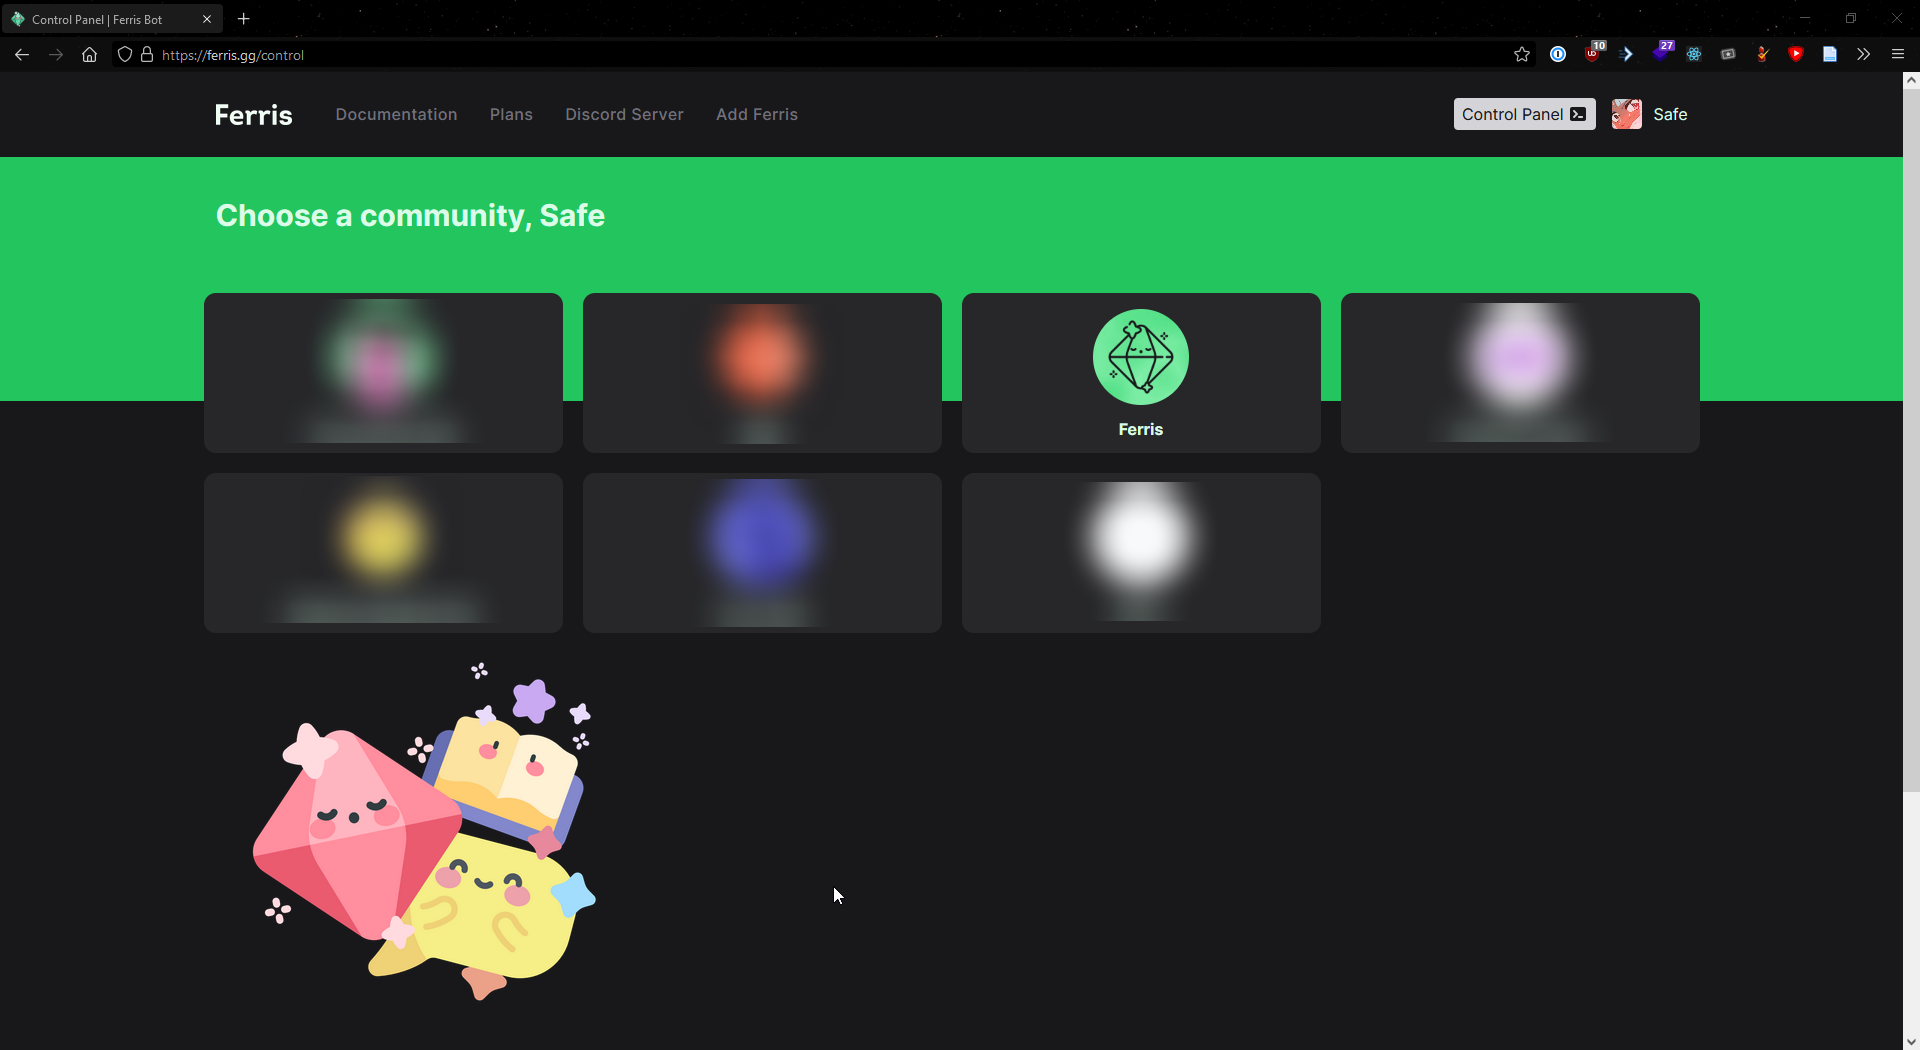 Control Panel | Ferris Bot
https://ferris.gg/control
10
27
Ferris
Documentation
Plans
Discord Server
Add Ferris
Control Panel
Safe
Choose a community, Safe
Ferris